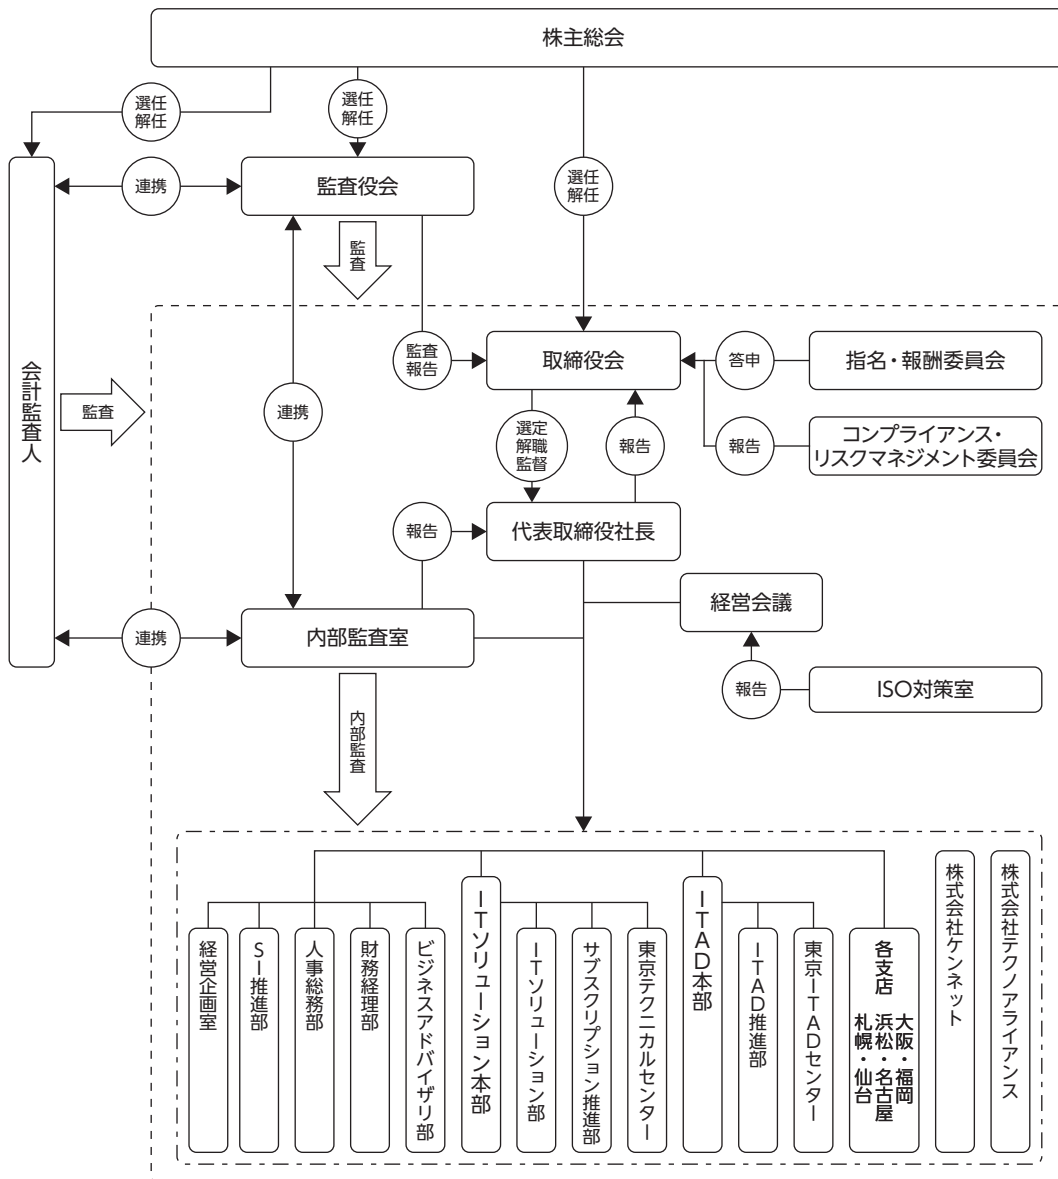 株主総会
選任
解任
選任
解任
選任
解任
連携
監査役会
監査
会計監査人
監査
監査
報告
取締役会
答申
指名・報酬委員会
連携
選定
解職
監督
報告
報告
コンプライアンス・
リスクマネジメント委員会
報告
代表取締役社長
経営会議
連携
内部監査室
報告
ISO対策室
内部監査
経営企画室
SI推進部
人事総務部
財務経理部
ビジネスアドバイザリ部
ITソリューション本部
ITソリューション部
サブスクリプション推進部
東京テクニカルセンター
ITAD本部
ITAD推進部
東京ITADセンター
各支店
大阪・福岡
浜松・名古屋
札幌・仙台
株式会社ケンネット
株式会社テクノアライアンス